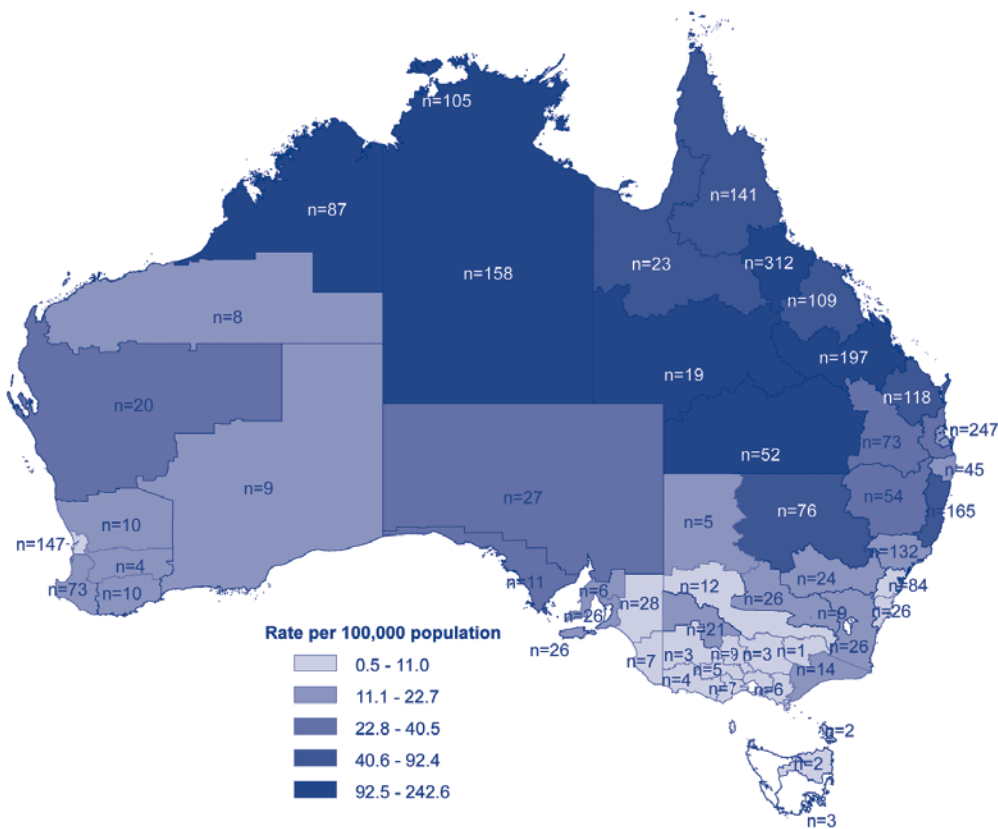 n=105
n=141
n=87
n=312
n=23
n=158
n=109
n=8
n=197
n=19
n=118
n=20
n=247
n=73
n=52
n=45
n=9
n=54
n=27
n=76
n=165
n=5
n=10
n=147
n=132
n=4
n=11
n=12
n=24
n=84
n=73
n=10
n=6
n=28
n=26
n=26
n=9
n=26
n=21
Rate per 100,000 population
n=26
n=7
n=3
n=9
n=3
n=1
n=26
0.5 - 11.0
n=5
n=14
n=4
n=7
n=6
11.1 - 22.7
22.8 - 40.5
n=2
40.6 - 92.4
n=2
92.5 - 242.6
n=3